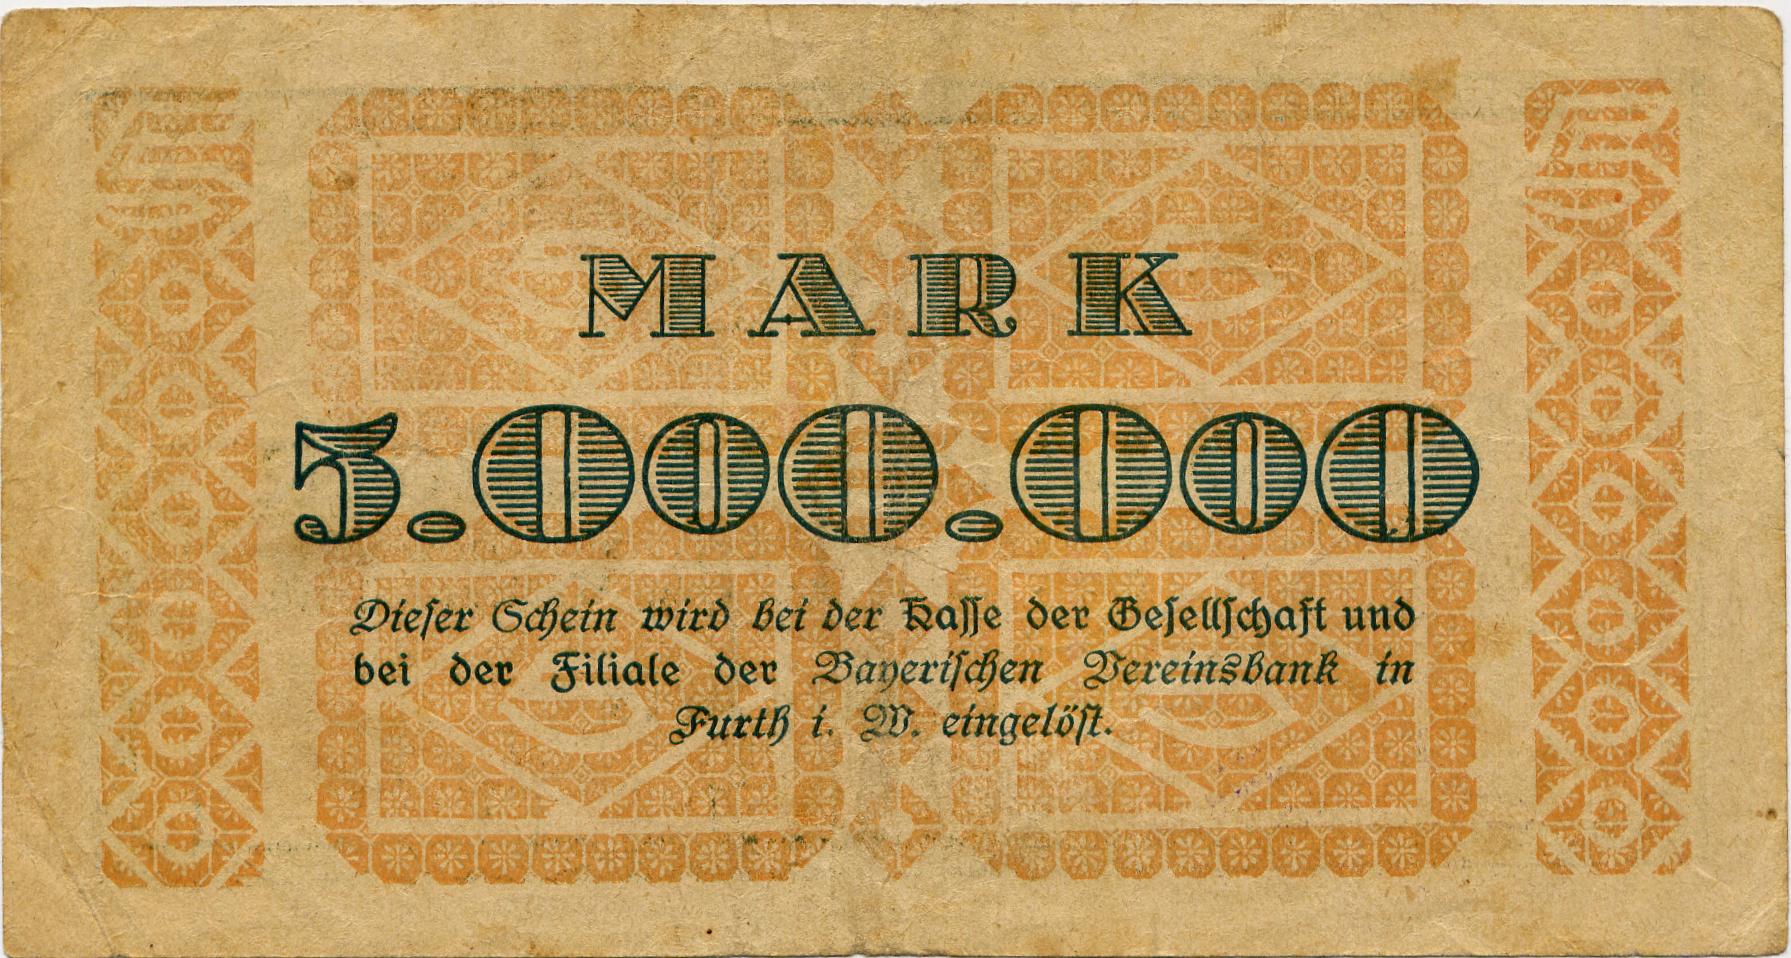 MARK
5.000.000
Dieser Schein wird bei der Kasse der Gesellschaft und
bei der Filiale der Bayerischen Vereinsbank in
Furth i. W. eingelöst.